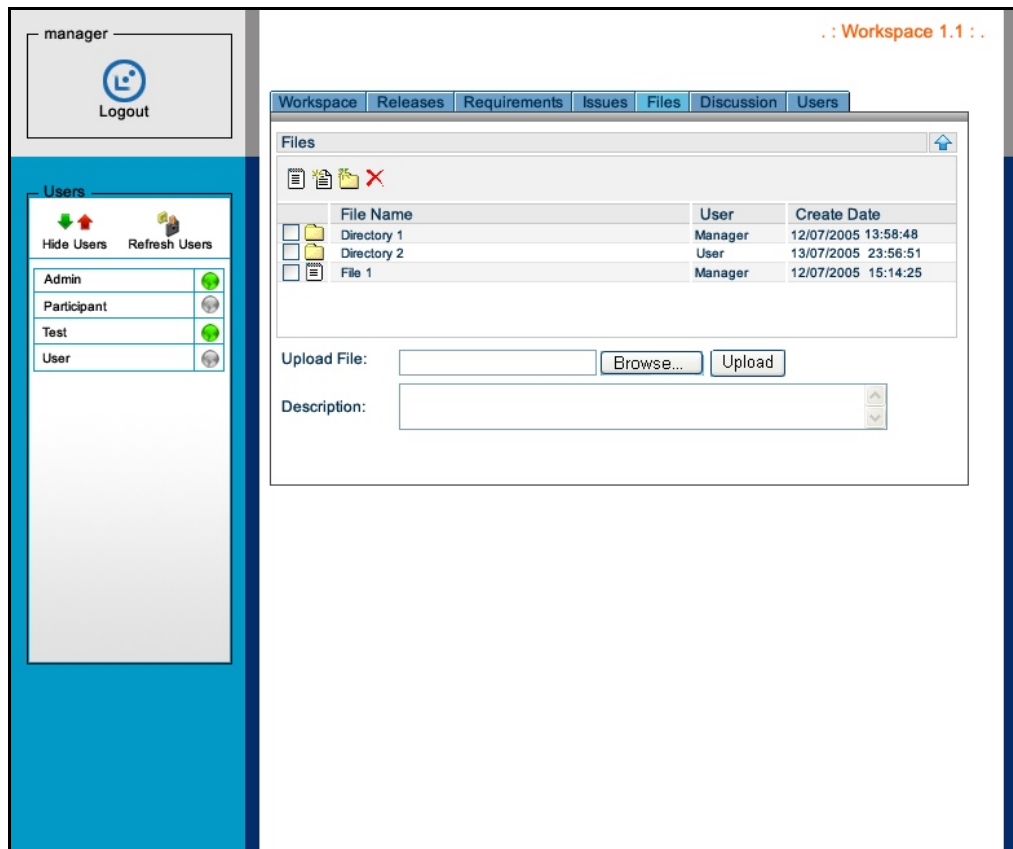 manager
Logout
. : Workspace 1.1 : .
Workspace Releases Requirements Issues Files Discussion Users
Files
Users
Hide Users Refresh Users
Admin
Participant
Test
User
File Name User Create Date
Directory 1 Manager 12/07/2005 13:58:48
Directory 2 User 13/07/2005 23:56:51
File 1 Manager 12/07/2005 15:14:25
Upload File: Browse... Upload
Description: